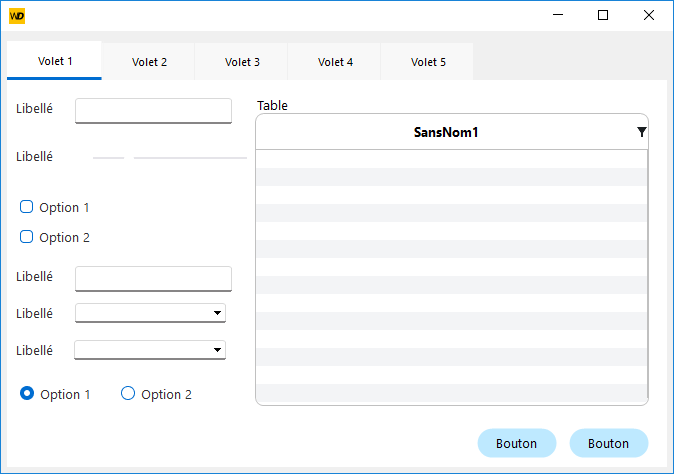 WD
Volet 1 Volet 2 Volet 3 Volet 4 Volet 5
Libellé
Table
SansNom1
Libellé
Option 1
Option 2
Libellé
Libellé
Libellé
Option 1 Option 2
Bouton Bouton